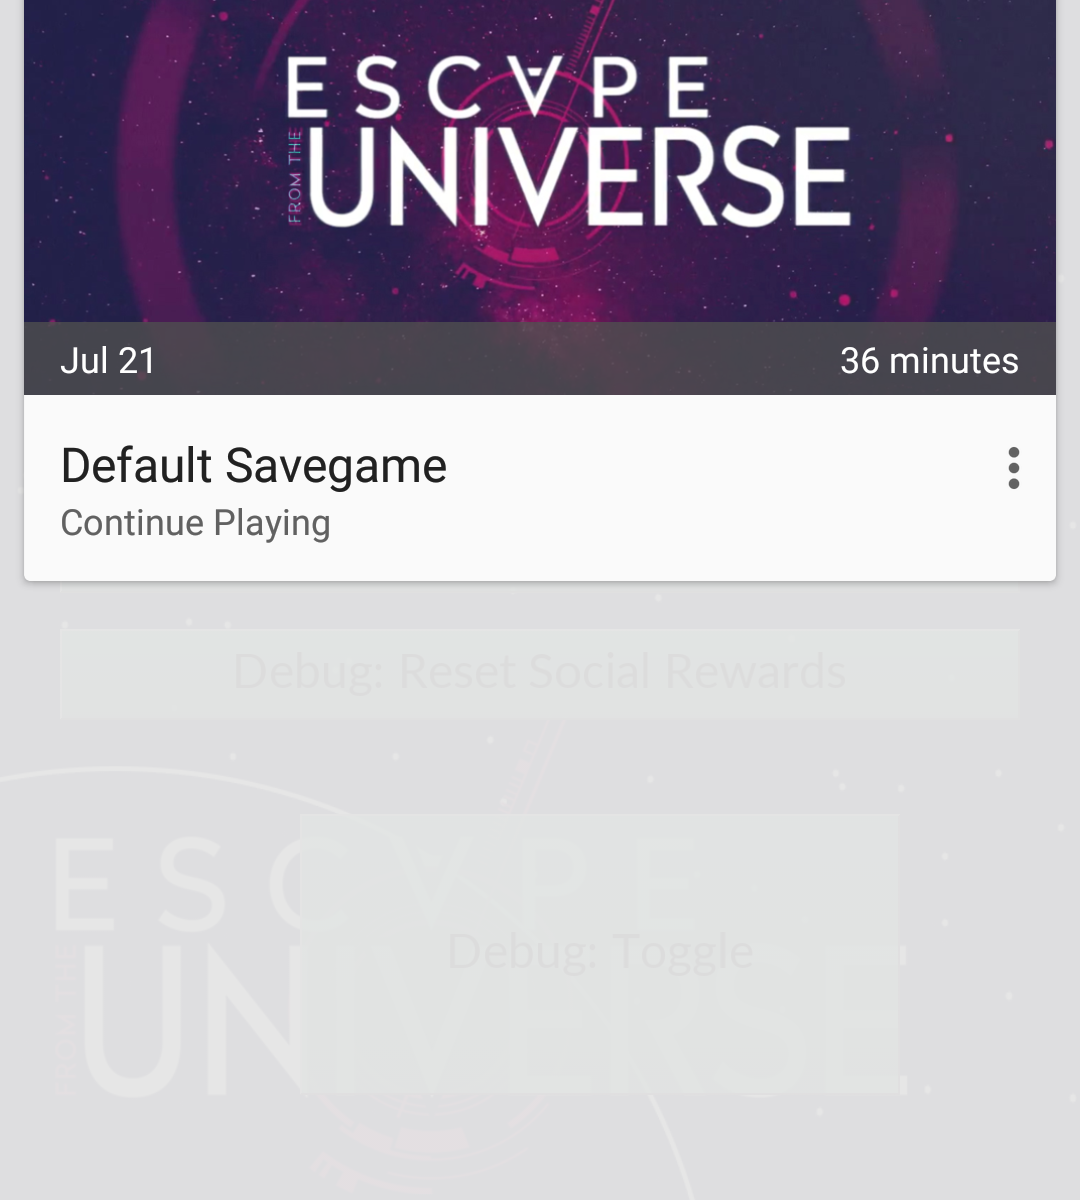 ESCAPE
FROM THE
UNIVERSE
Jul 21
36 minutes
Default Savegame
Continue Playing
Debug: Reset Social Rewards
ESCAPE
FROM THE
UNIVERSE
Debug: Toggle